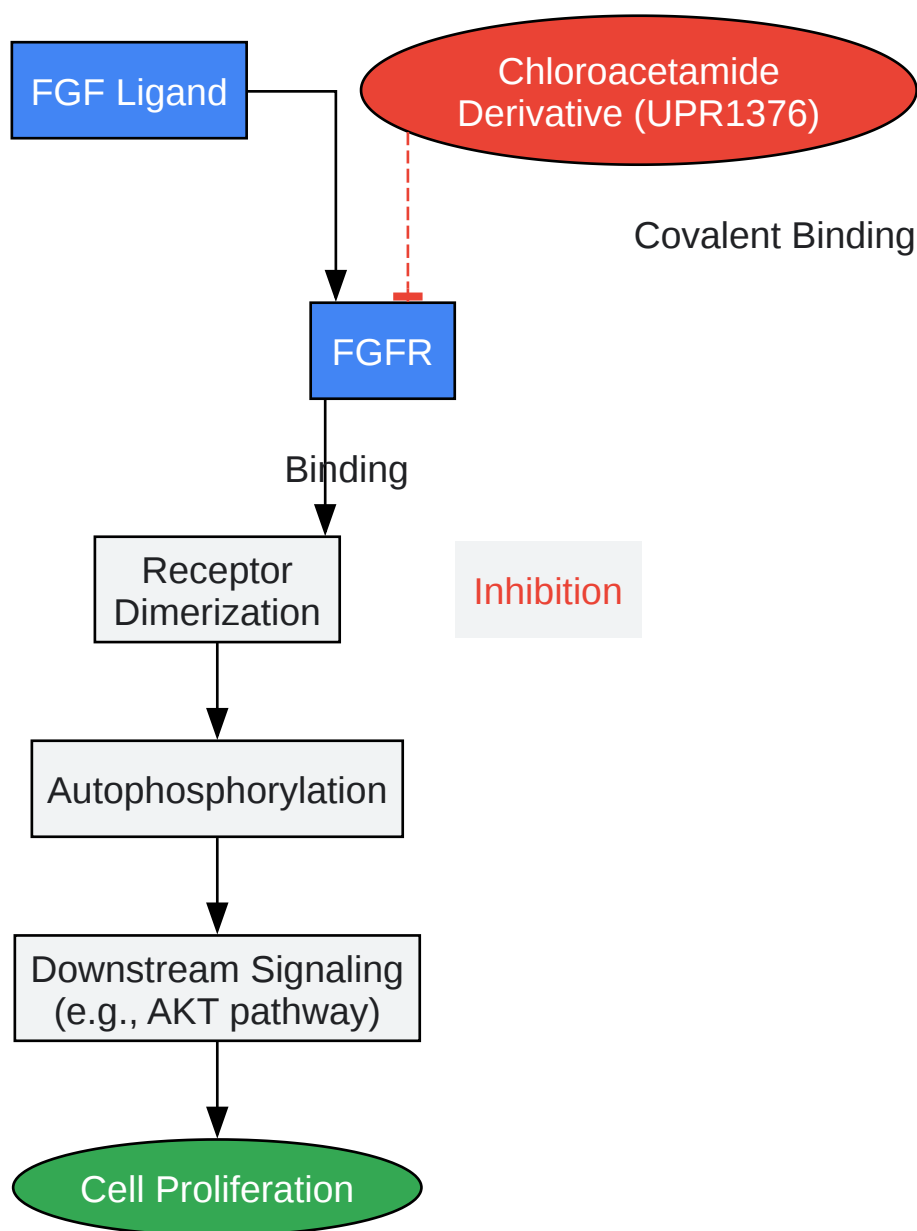 FGF Ligand
Chloroacetamide
Derivative (UPR1376)
Covalent Binding
FGFR
Binding
Receptor
Dimerization
Inhibition
Autophosphorylation
Downstream Signaling
(e.g., AKT pathway)
Cell Proliferation